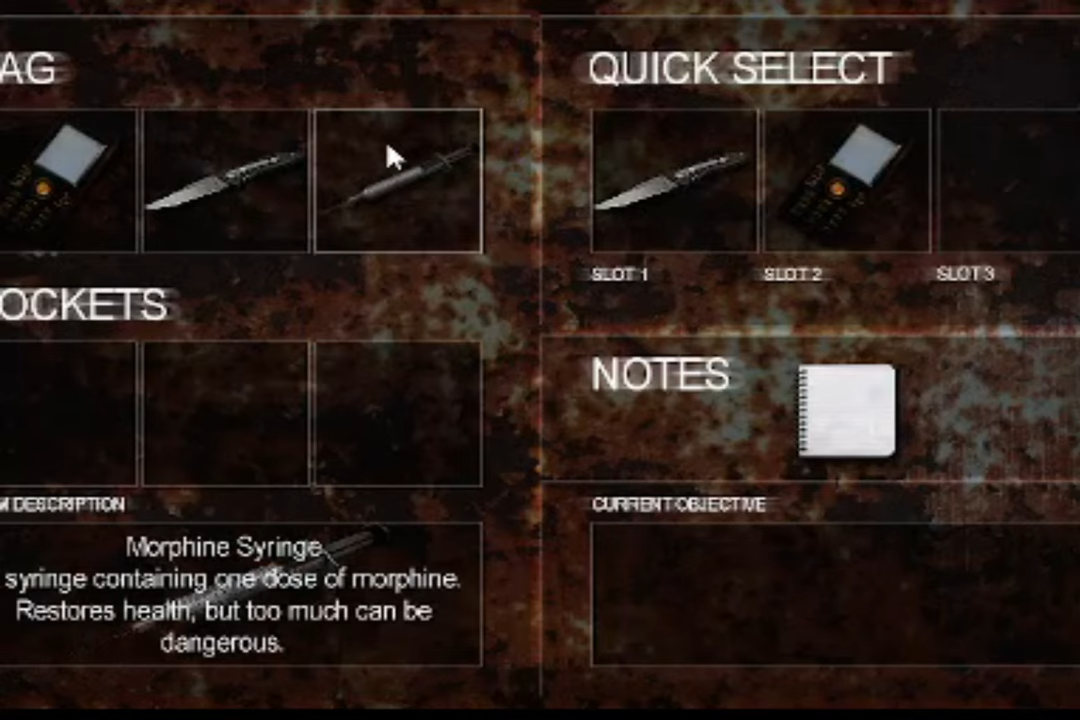 AG
QUICK SELECT
SLOT 1
SLOT 2
SLOT 3
OCKETS
NOTES
M DESCRIPTION
CURRENT OBJECTIVE
Morphine Syringe
syringe containing one dose of morphine.
Restores health, but too much can be
dangerous.